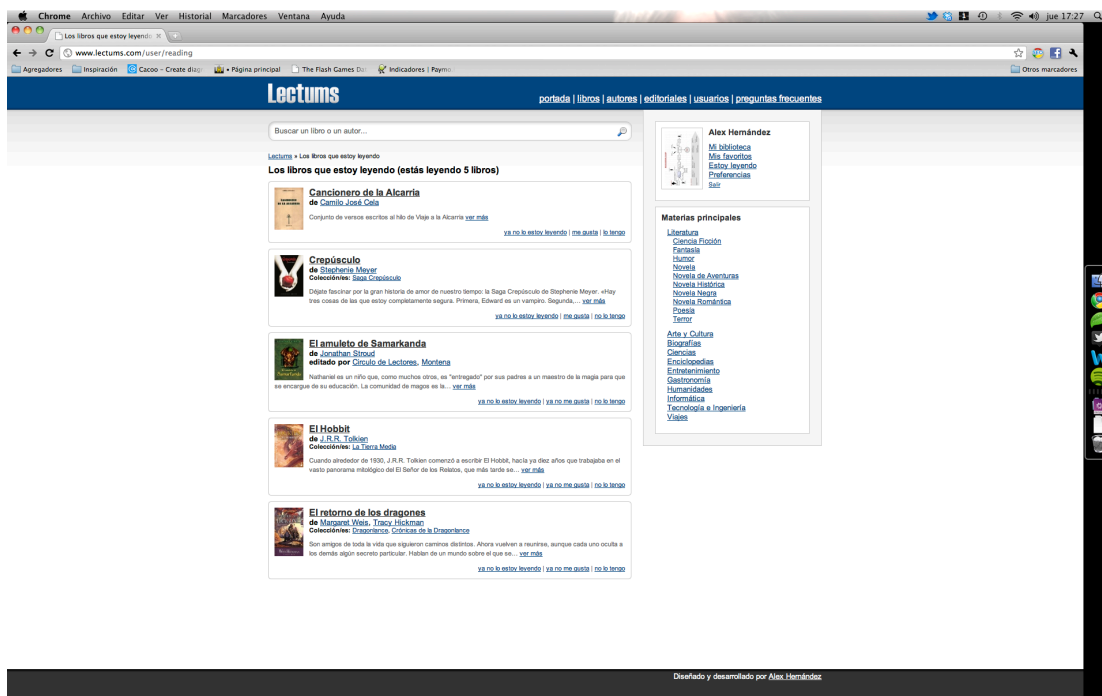 Chrome Archivo Editar Ver Historial Marcadores Ventana Ayuda
jue 17:27
Los libros que estoy leyendo
www.lectums.com/user/reading
Agregadores Inspiración Cacoo - Create diag Página principal The Flash Games Da Indicadores | Paymo
Otros marcadores
Lectums
portada | libros | autores | editoriales | usuarios | preguntas frecuentes
Buscar un libro o un autor...
Lectums » Los libros que estoy leyendo
Los libros que estoy leyendo (estás leyendo 5 libros)
Cancionero de la Alcarria
de Camilo José Cela
Conjunto de versos escritos al hilo de Viaje a la Alcarria ver más
ya no lo estoy leyendo | me gusta | lo tengo
Crepúsculo
de Stephenie Meyer
Colección/es: Saga Crepúsculo
Déjate fascinar por la gran historia de amor de nuestro tiempo: la Saga Crepúsculo de Stephenie Meyer. «Hay
tres cosas de las que estoy completamente segura. Primera, Edward es un vampiro. Segunda,... ver más
ya no lo estoy leyendo | me gusta | no lo tengo
El amuleto de Samarkanda
de Jonathan Stroud
editado por Círculo de Lectores, Montena
Nathaniel es un niño que, como muchos otros, es "entregado" por sus padres a un maestro de la magia para que
se encargue de su educación. La comunidad de magos es la... ver más
ya no lo estoy leyendo | ya no me gusta | no lo tengo
El Hobbit
de J.R.R. Tolkien
Colección/es: La Tierra Media
Cuando alrededor de 1930, J.R.R. Tolkien comenzó a escribir El Hobbit, hacía ya diez años que trabajaba en el
vasto panorama mitológico del El Señor de los Relatos, que más tarde so... ver más
ya no lo estoy leyendo | ya no me gusta | no lo tengo
El retorno de los dragones
de Margaret Weis, Tracy Hickman
Colección/es: Dragonlance, Crónicas de la Dragonlance
Son amigos de toda la vida que siguieron caminos distintos. Ahora vuelven a reunirse, aunque cada uno oculta a
los demás algún secreto particular. Hablan de un mundo sobre el que se... ver más
ya no lo estoy leyendo | ya no me gusta | no lo tengo
Alex Hernández
Mi biblioteca
Mis favoritos
Estoy leyendo
Preferencias
Salir
Materias principales
Literatura
Ciencia Ficción
Fantasía
Humor
Novela
Novela de Aventuras
Novela Histórica
Novela Negra
Novela Romántica
Poesía
Terror
Arte y Cultura
Biografías
Ciencias
Enciclopedias
Entretenimiento
Gastronomía
Humanidades
Informática
Tecnología e Ingeniería
Viajes
Diseñado y desarrollado por Alex Hernández